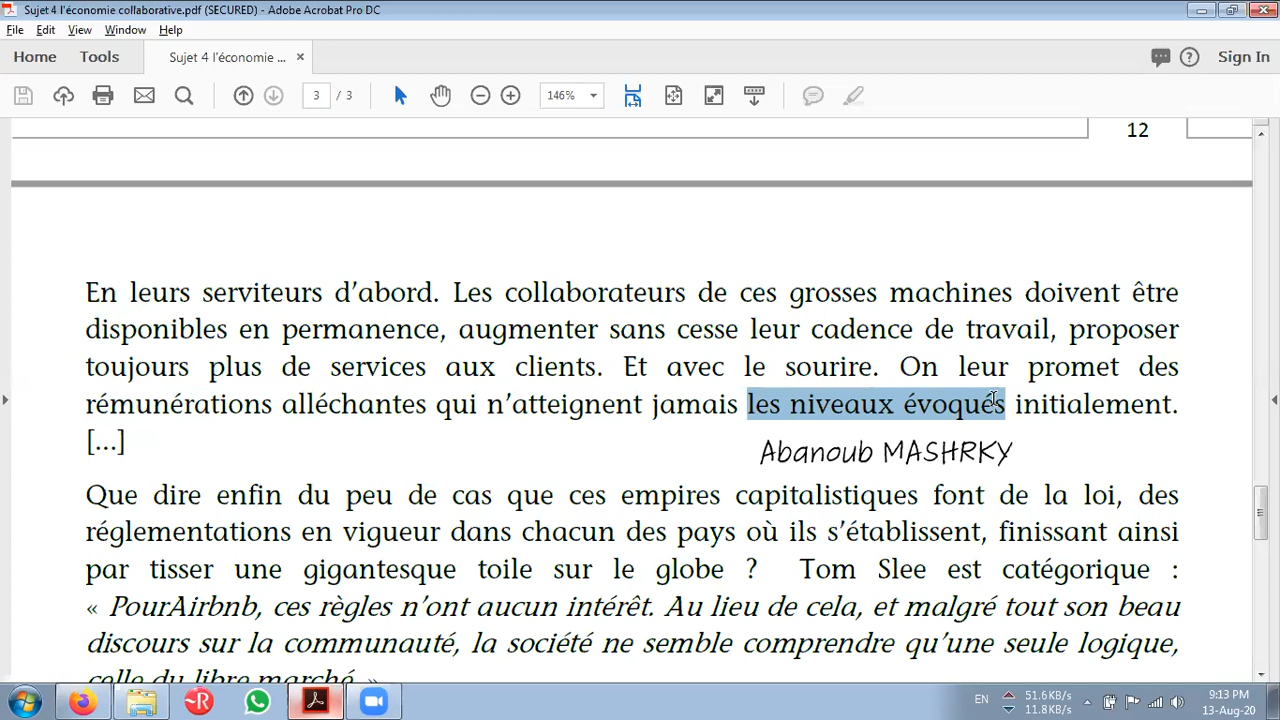 Sujet 4 l'économie collaborative.pdf (SECURED) - Adobe Acrobat Pro DC
File Edit View Window Help
Home Tools Sujet 4 l'économie ... × Sign In
3 / 3 146%
12
En leurs serviteurs d’abord. Les collaborateurs de ces grosses machines doivent être
disponibles en permanence, augmenter sans cesse leur cadence de travail, proposer
toujours plus de services aux clients. Et avec le sourire. On leur promet des
rémunérations alléchantes qui n’atteignent jamais les niveaux évoqués initialement.
[...]
Abanoub MASHRKY
Que dire enfin du peu de cas que ces empires capitalistiques font de la loi, des
réglementations en vigueur dans chacun des pays où ils s’établissent, finissant ainsi
par tisser une gigantesque toile sur le globe ? Tom Slee est catégorique :
« PourAirbnb, ces règles n’ont aucun intérêt. Au lieu de cela, et malgré tout son beau
discours sur la communauté, la société ne semble comprendre qu’une seule logique,
celle du libre marché. »
EN 51.6KB/s 11.8KB/s 9:13 PM
13-Aug-20